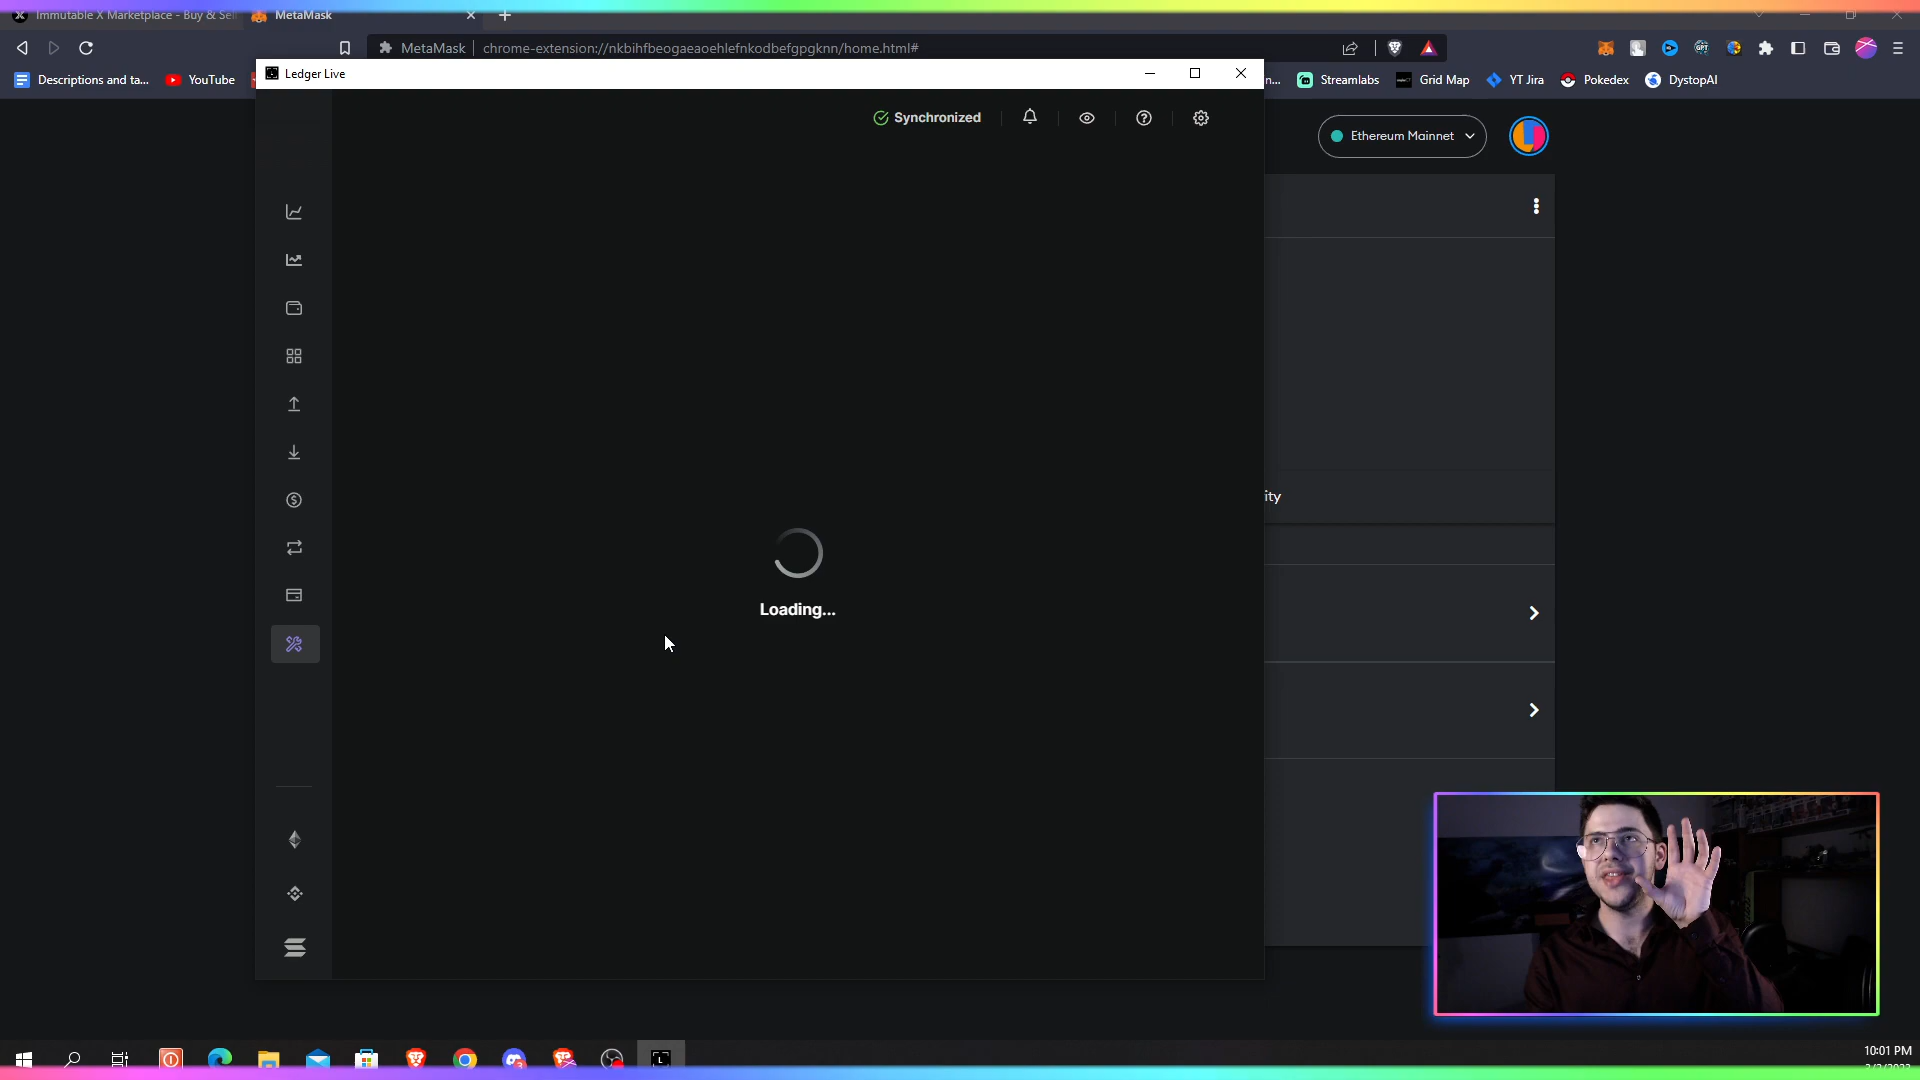 Immutable X Marketplace - Buy & Sell
MetaMask
MetaMask
chrome-extension://nkbihfbeogaeaoehlefnkodbefgpgknn/home.html#
Descriptions and ta...
YouTube
n...
Streamlabs
Grid Map
YT Jira
Pokedex
DystopAI
GPT
Ledger Live
Synchronized
Ethereum Mainnet
ity
Loading...
10:01 PM